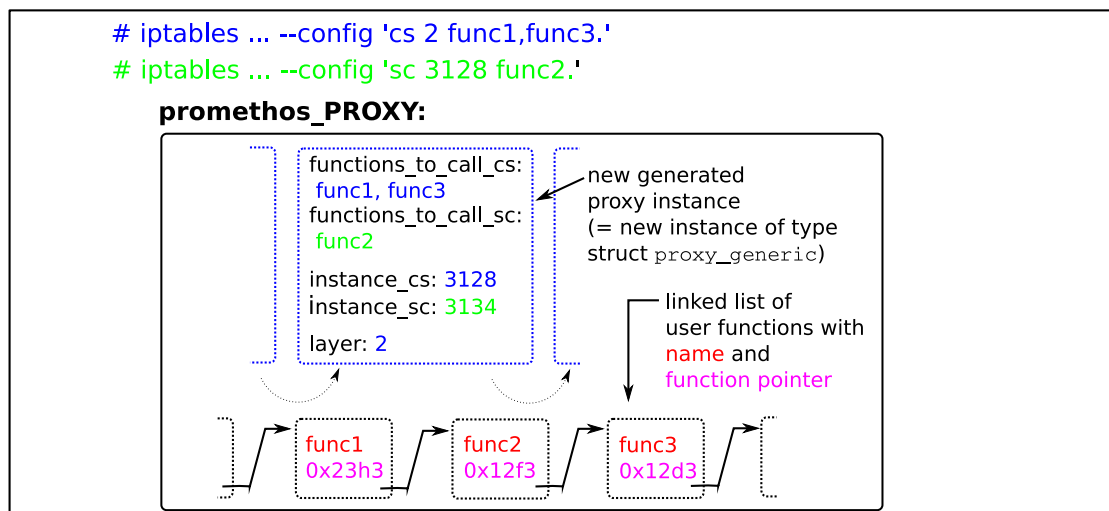 # iptables ... --config 'cs 2 func1,func3.'
# iptables ... --config 'sc 3128 func2.'
promethos_PROXY:
functions_to_call_cs:
func1, func3
functions_to_call_sc:
func2
instance_cs: 3128
instance_sc: 3134
layer: 2
new generated
proxy instance
(= new instance of type
struct proxy_generic)
linked list of
user functions with
name and
function pointer
func1
0x23h3
func2
0x12f3
func3
0x12d3